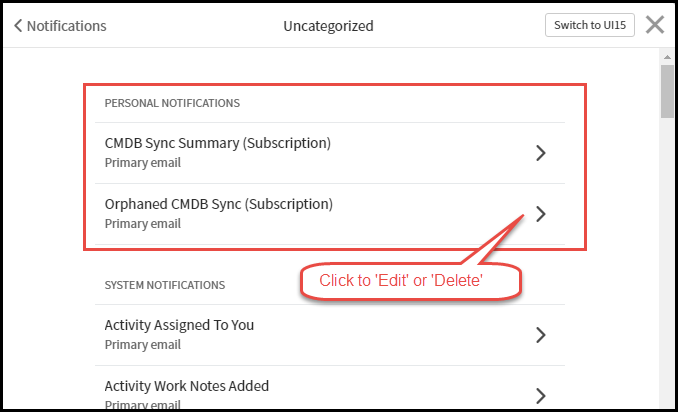 Notifications
Uncategorized
Switch to UI15
PERSONAL NOTIFICATIONS
CMDB Sync Summary (Subscription)
Primary email
Orphaned CMDB Sync (Subscription)
Primary email
Click to 'Edit' or 'Delete'
SYSTEM NOTIFICATIONS
Activity Assigned To You
Primary email
Activity Work Notes Added
Primary email